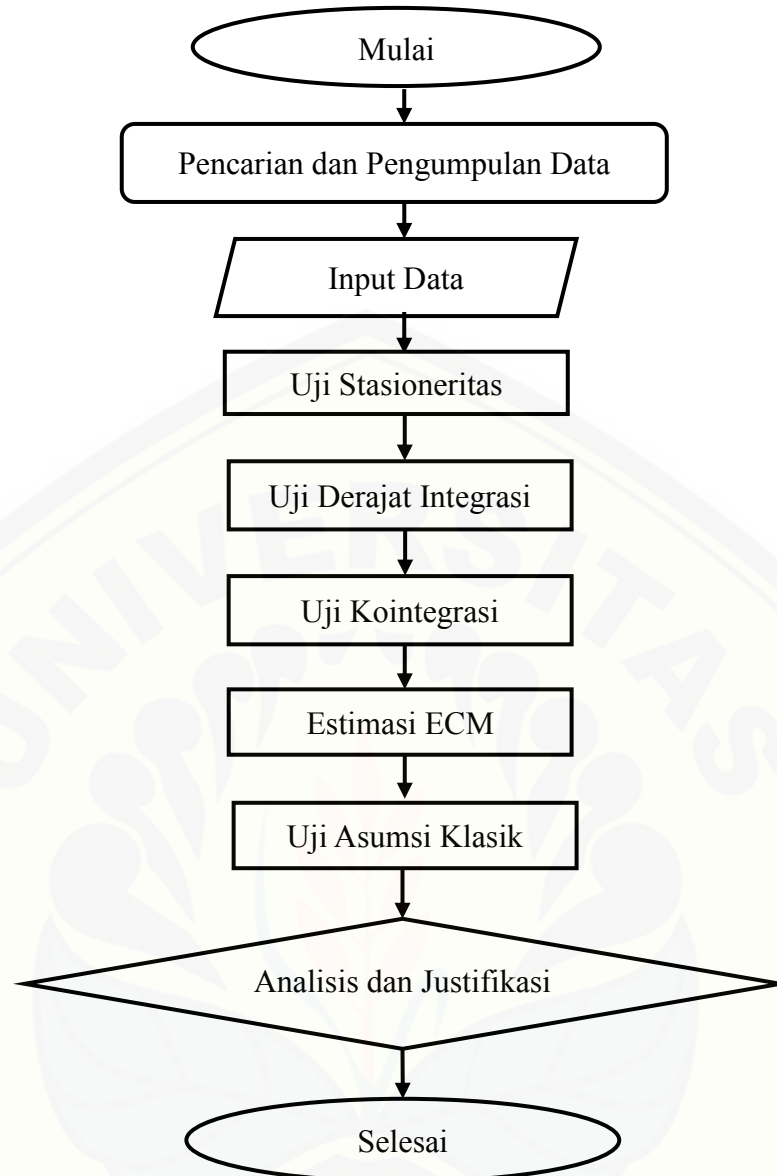 Mulai
Pencarian dan Pengumpulan Data
Input Data
Uji Stasioneritas
Uji Derajat Integrasi
Uji Kointegrasi
Estimasi ECM
Uji Asumsi Klasik
Analisis dan Justifikasi
Selesai
UNIVERSITAS